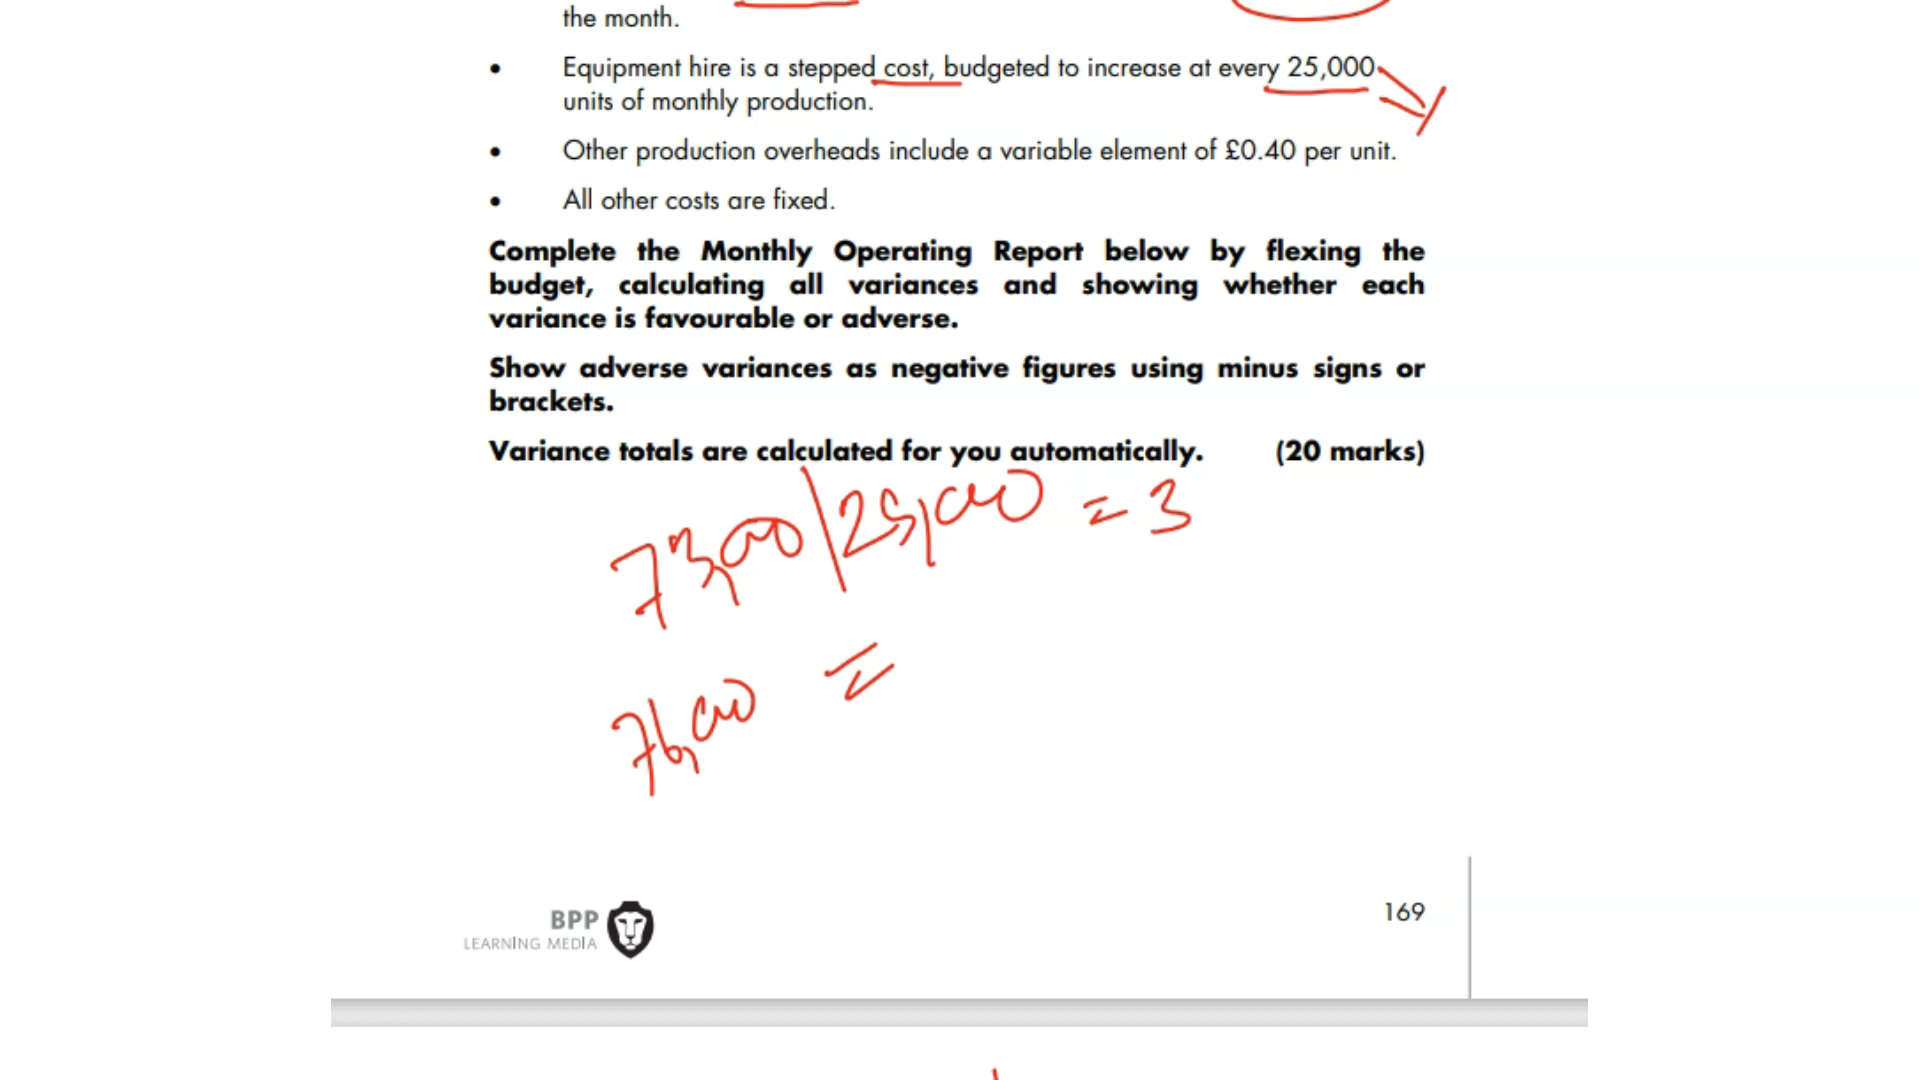 the month.
• Equipment hire is a stepped cost, budgeted to increase at every 25,000
units of monthly production.
• Other production overheads include a variable element of £0.40 per unit.
• All other costs are fixed.
Complete the Monthly Operating Report below by flexing the
budget, calculating all variances and showing whether each
variance is favourable or adverse.
Show adverse variances as negative figures using minus signs or
brackets.
Variance totals are calculated for you automatically. (20 marks)
73,000/25,000 = 3
76,000 =
BPP
LEARNING MEDIA
169